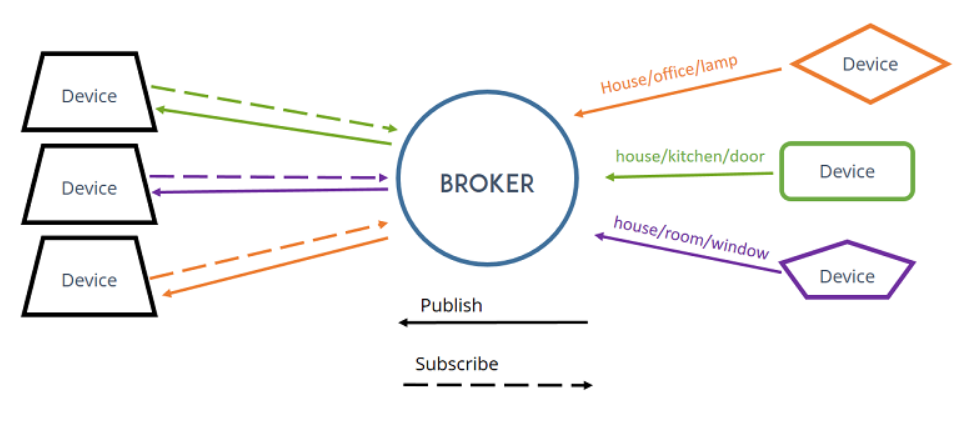 Device
Device
Device
BROKER
House/office/lamp
Device
house/kitchen/door
Device
house/room/window
Device
Publish
Subscribe